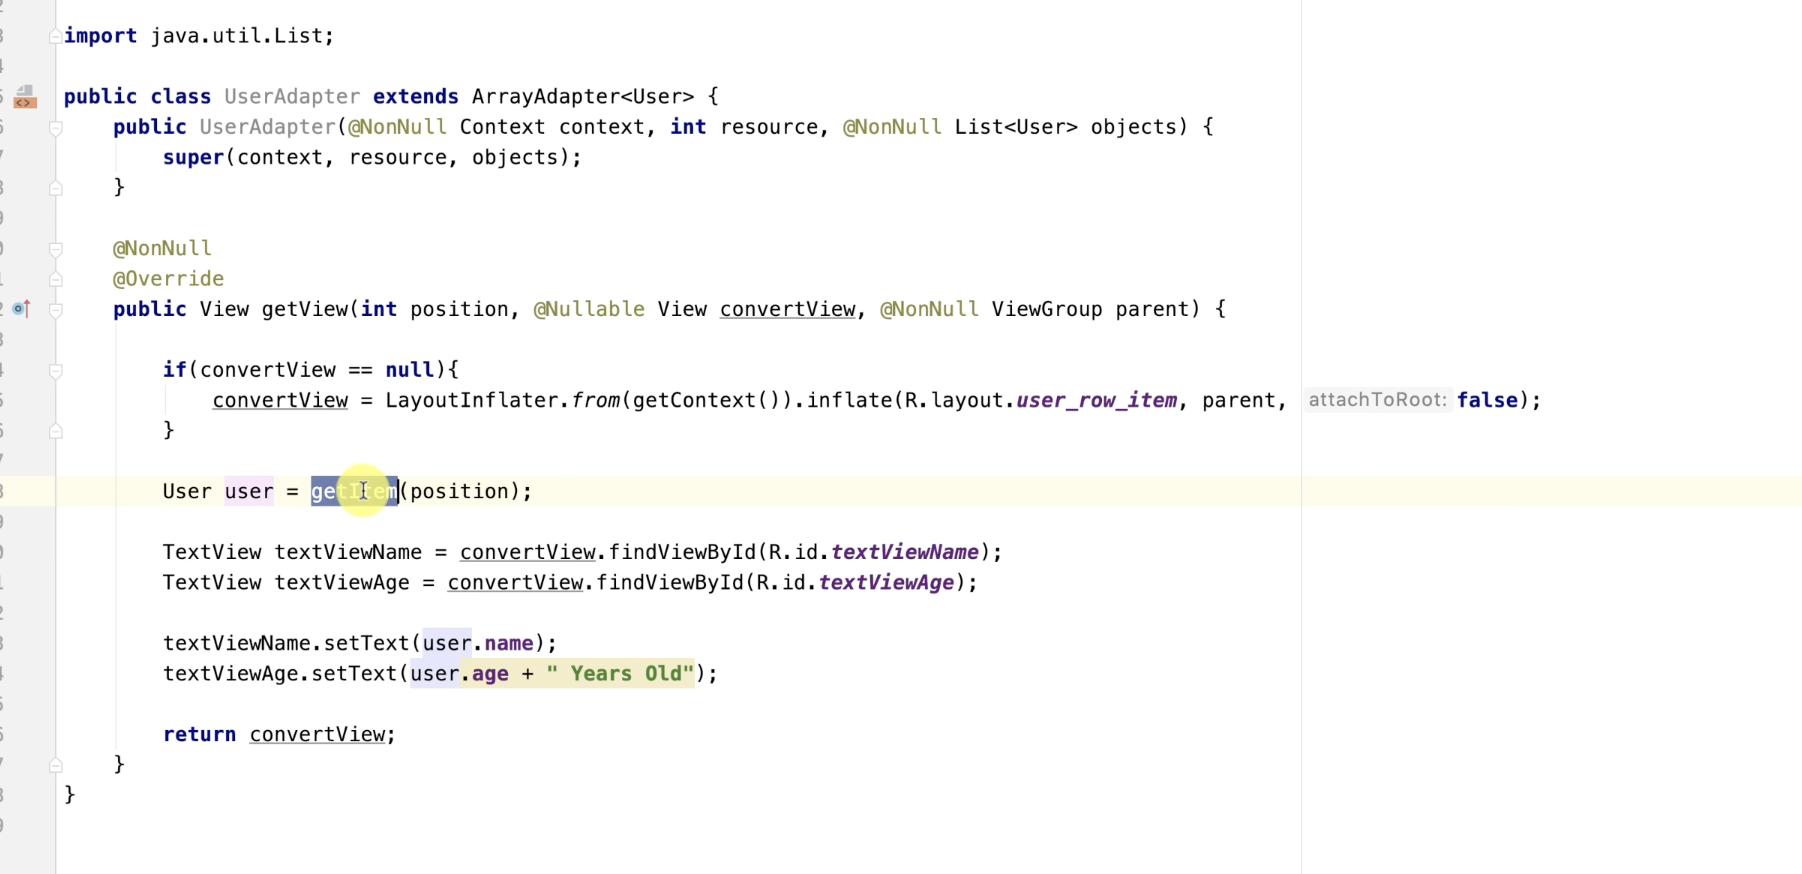 import java.util.List;
public class UserAdapter extends ArrayAdapter<User> {
public UserAdapter(@NonNull Context context, int resource, @NonNull List<User> objects) {
super(context, resource, objects);
}
@NonNull
@Override
public View getView(int position, @Nullable View convertView, @NonNull ViewGroup parent) {
if(convertView == null){
convertView = LayoutInflater.from(getContext()).inflate(R.layout.user_row_item, parent, attachToRoot: false);
}
User user = getItem(position);
TextView textViewName = convertView.findViewById(R.id.textViewName);
TextView textViewAge = convertView.findViewById(R.id.textViewAge);
textViewName.setText(user.name);
textViewAge.setText(user.age + " Years Old");
return convertView;
}
}